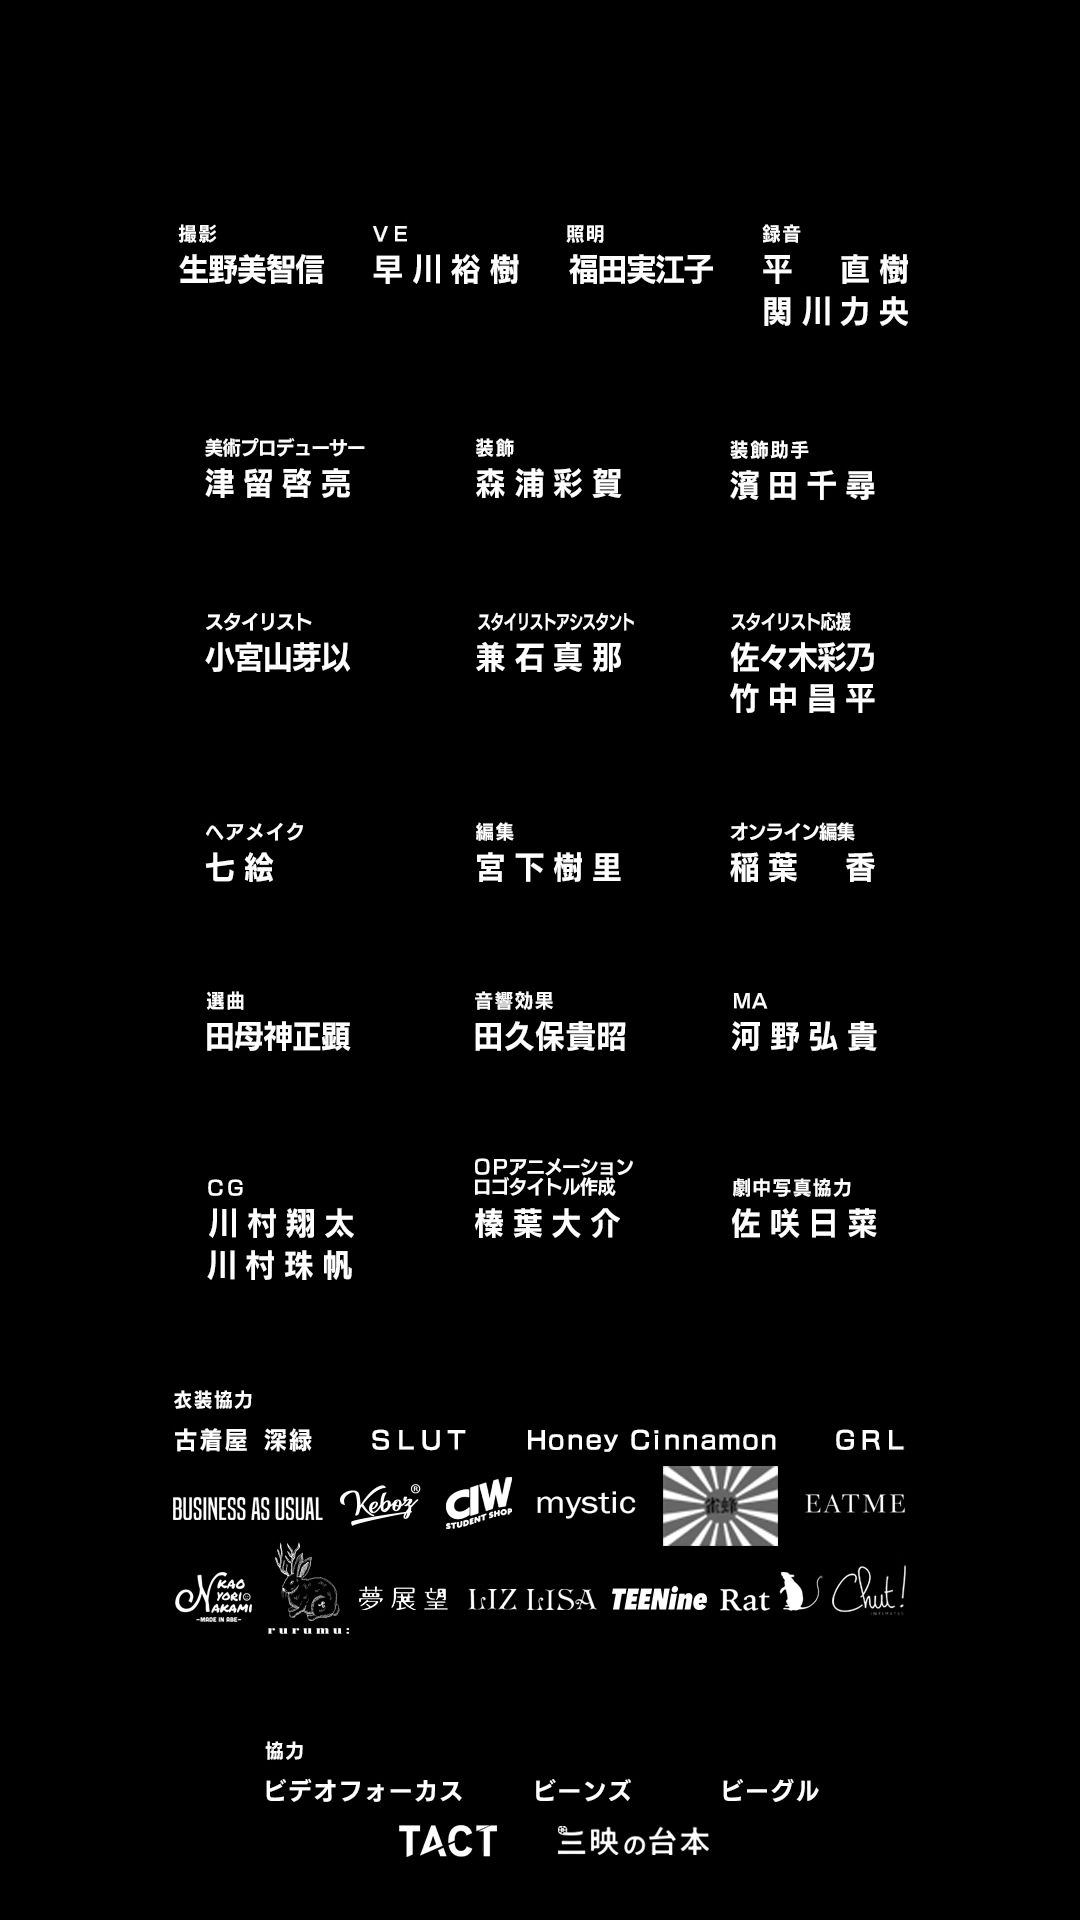 撮影 VE 照明 録音
生野美智信 早川裕樹 福田実江子 平 直樹
関川力央
美術プロデューサー 装飾 装飾助手
津留啓亮 森浦彩賀 濱田千尋
スタイリスト スタイリストアシスタント スタイリスト応援
小宮山芽以 兼石真那 佐々木彩乃
竹中昌平
ヘアメイク 編集 オンライン編集
七絵 宮下樹里 稲葉 香
選曲 音響効果 MA
田母神正顕 田久保貴昭 河野弘貴
OPアニメーション
CG ロゴタイトル作成 劇中写真協力
川村翔太 榛葉大介 佐咲日菜
川村珠帆
衣装協力
古着屋 深緑 SLUT Honey Cinnamon GRL
BUSINESS AS USUAL Keboz® CIW STUDENT SHOP mystic 雀蜂 EATME
NAKAMI KAO YORI -MADE IN ABE- rurumu: 夢展望 LIZ LISA TEENine Rat Chut! INTIMATES
協力
ビデオフォーカス ビーンズ ビーグル
TACT 三映の台本